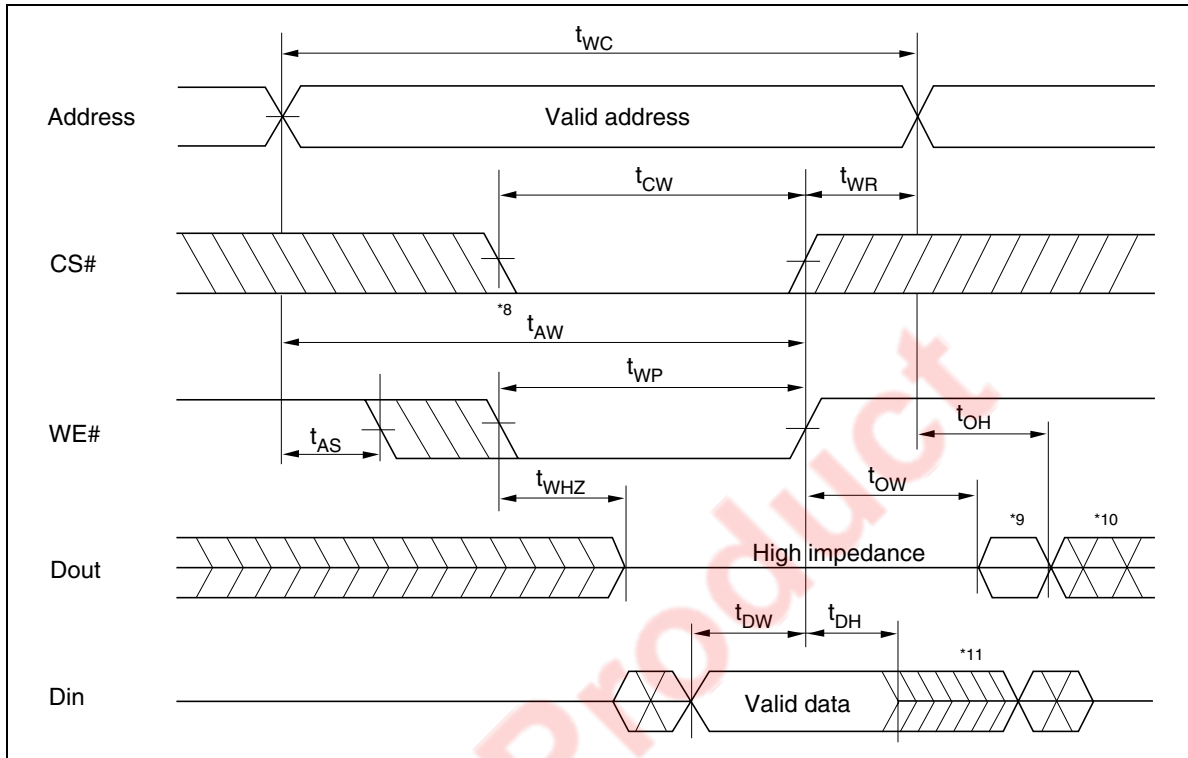 tWC
Address
Valid address
tCW
tWR
CS#
*8
tAW
tWP
WE#
tAS
tOH
tWHZ
tOW
*9
*10
Dout
High impedance
tDW
tDH
*11
Din
Valid data
Product